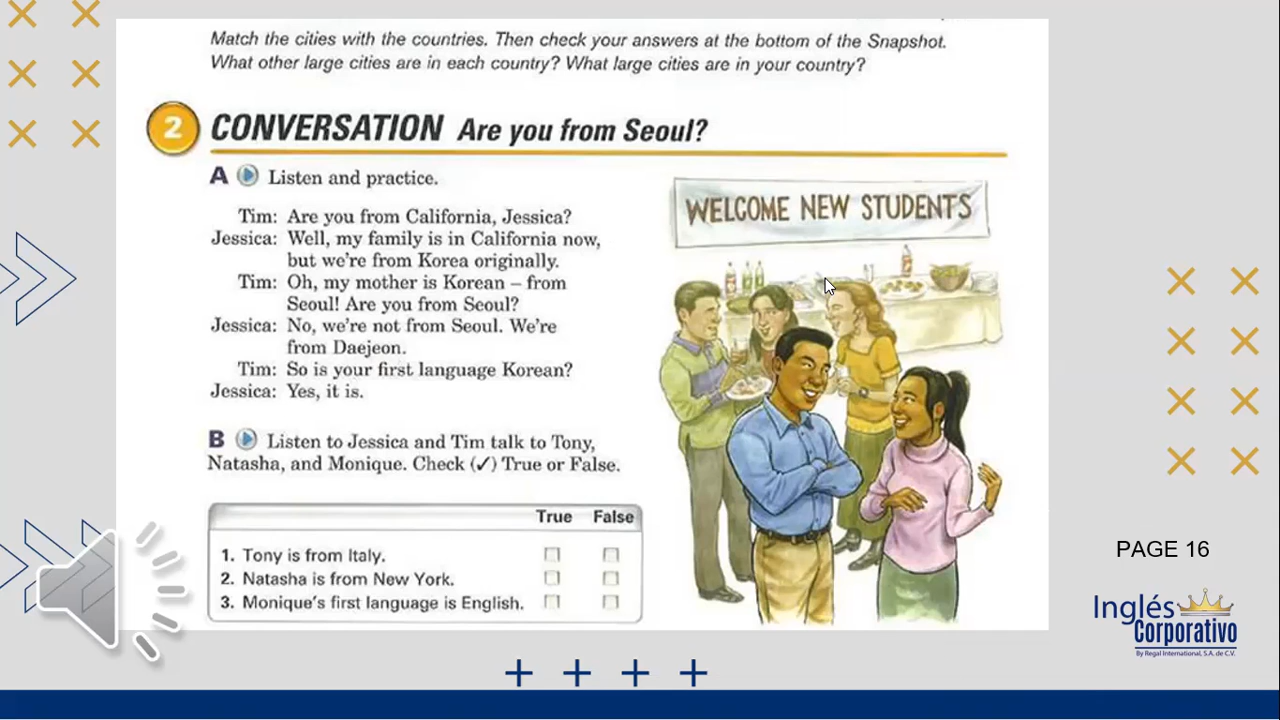 Match the cities with the countries. Then check your answers at the bottom of the Snapshot.
What other large cities are in each country? What large cities are in your country?
2 CONVERSATION Are you from Seoul?
A Listen and practice.
Tim: Are you from California, Jessica?
Jessica: Well, my family is in California now,
but we're from Korea originally.
Tim: Oh, my mother is Korean – from
Seoul! Are you from Seoul?
Jessica: No, we're not from Seoul. We're
from Daejeon.
Tim: So is your first language Korean?
Jessica: Yes, it is.
B Listen to Jessica and Tim talk to Tony,
Natasha, and Monique. Check (✓) True or False.
True False
1. Tony is from Italy.
2. Natasha is from New York.
3. Monique's first language is English.
WELCOME NEW STUDENTS
PAGE 16
Inglés
Corporativo
By Regal International, S.A. de C.V.